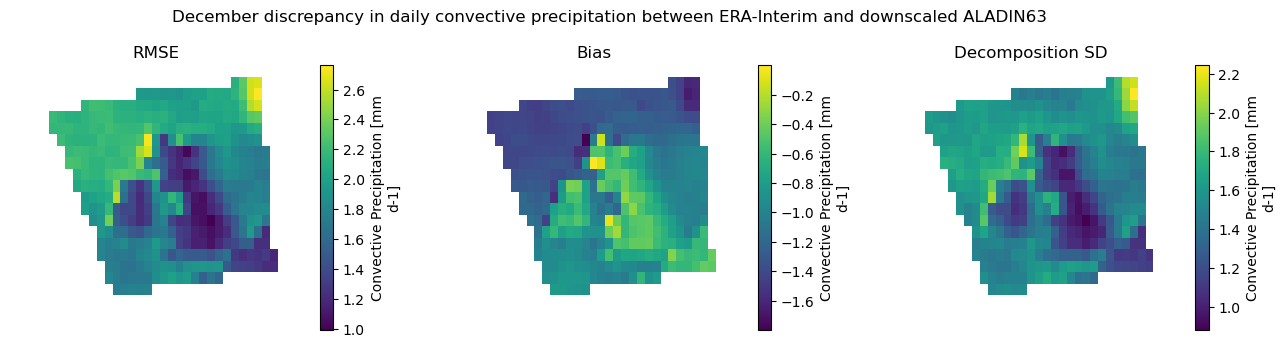 December discrepancy in daily convective precipitation between ERA-Interim and downscaled ALADIN63
RMSE
2.6
2.4
2.2
2.0
1.8
1.6
1.4
1.2
1.0
Convective Precipitation [mm
d-1]
Bias
−0.2
−0.4
−0.6
−0.8
−1.0
−1.2
−1.4
−1.6
Convective Precipitation [mm
d-1]
Decomposition SD
2.2
2.0
1.8
1.6
1.4
1.2
1.0
Convective Precipitation [mm
d-1]